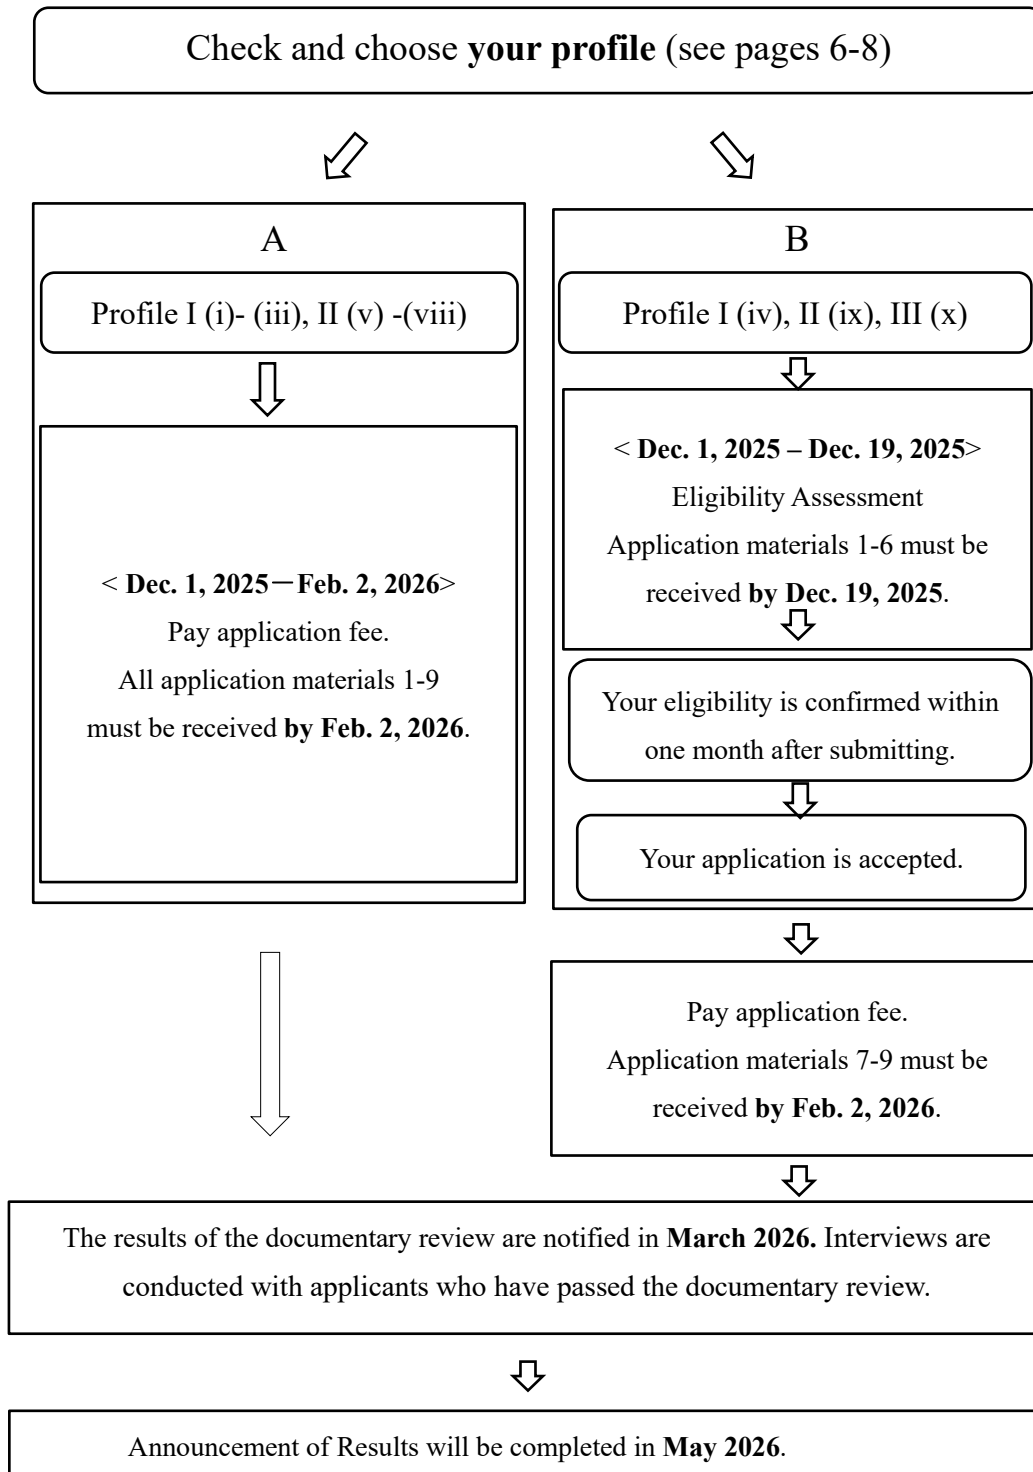 Check and choose your profile (see pages 6-8)
A
Profile I (i)- (iii), II (v) -(viii)
< Dec. 1, 2025－Feb. 2, 2026>
Pay application fee.
All application materials 1-9
must be received by Feb. 2, 2026.
B
Profile I (iv), II (ix), III (x)
< Dec. 1, 2025 – Dec. 19, 2025>
Eligibility Assessment
Application materials 1-6 must be
received by Dec. 19, 2025.
Your eligibility is confirmed within
one month after submitting.
Your application is accepted.
Pay application fee.
Application materials 7-9 must be
received by Feb. 2, 2026.
The results of the documentary review are notified in March 2026. Interviews are
conducted with applicants who have passed the documentary review.
Announcement of Results will be completed in May 2026.